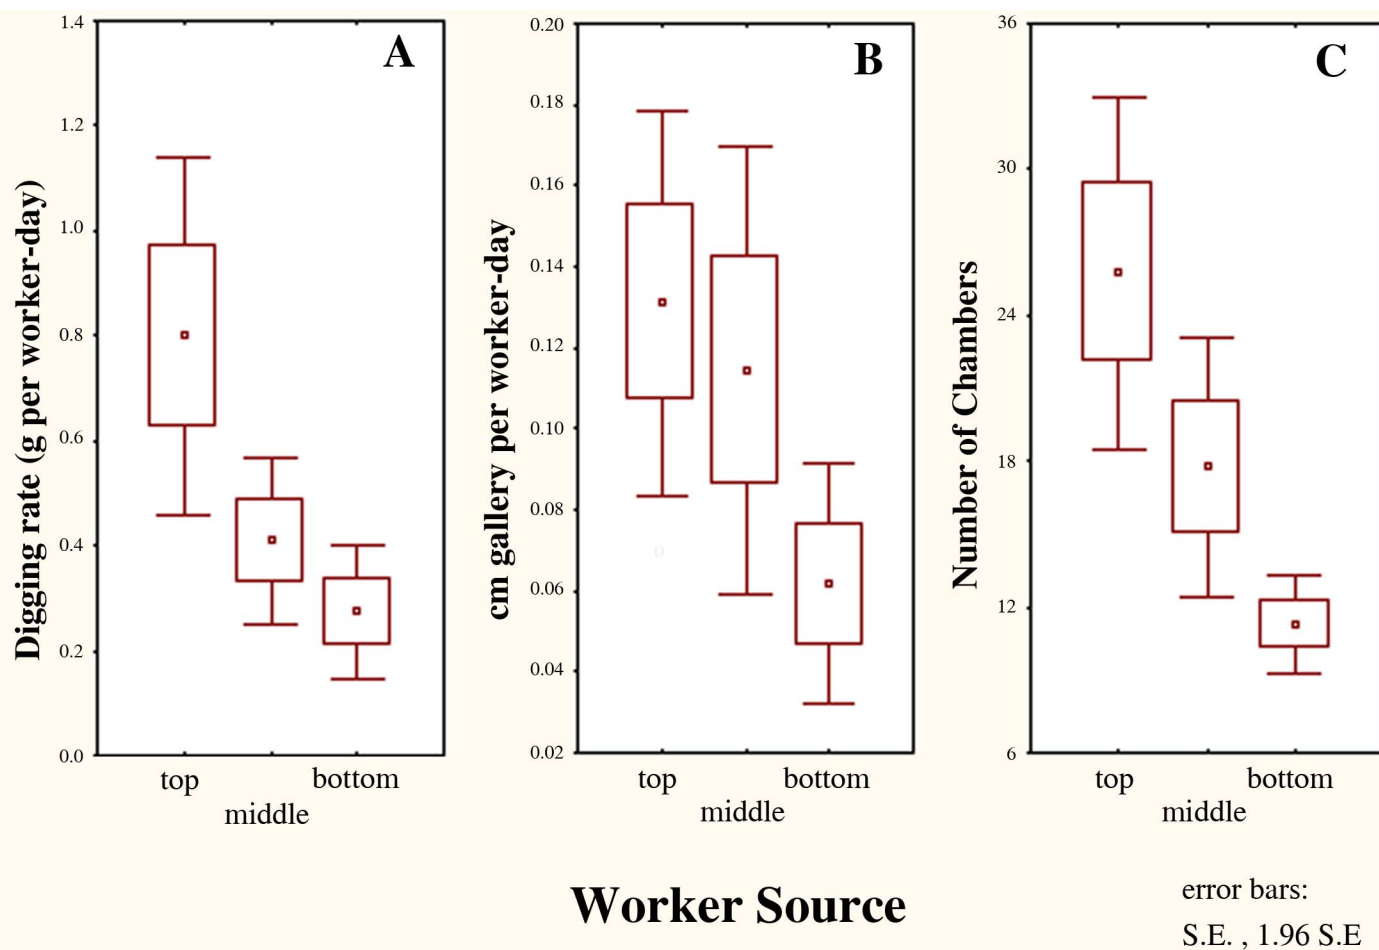 A
Digging rate (g per worker-day)
1.4
1.2
1.0
0.8
0.6
0.4
0.2
0.0
top
middle
bottom
B
cm gallery per worker-day
0.20
0.18
0.16
0.14
0.12
0.10
0.08
0.06
0.04
0.02
0
top
middle
bottom
C
Number of Chambers
36
30
24
18
12
6
top
middle
bottom
Worker Source
error bars:
S.E. , 1.96 S.E